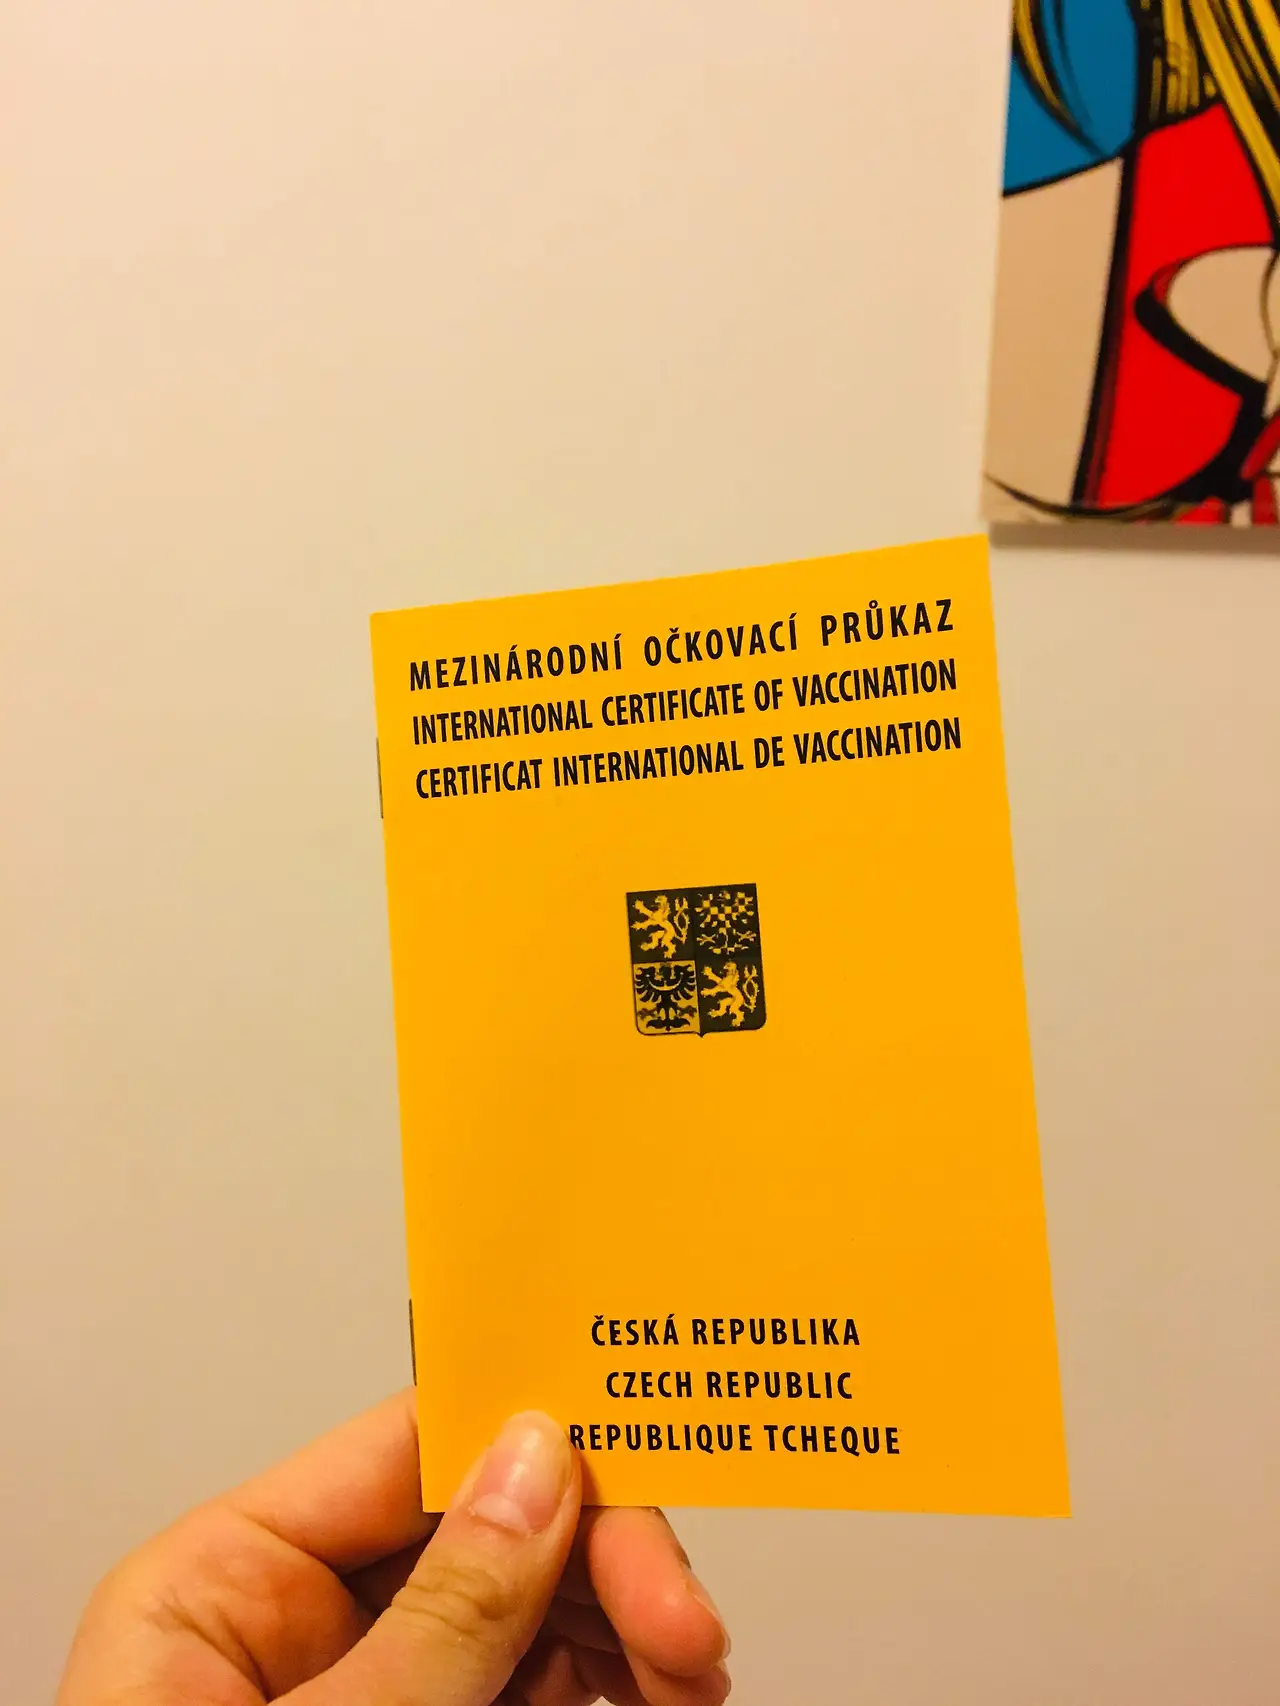 MEZINÁRODNÍ OČKOVACÍ PRŮKAZ
INTERNATIONAL CERTIFICATE OF VACCINATION
CERTIFICAT INTERNATIONAL DE VACCINATION
ČESKÁ REPUBLIKA
CZECH REPUBLIC
REPUBLIQUE TCHEQUE